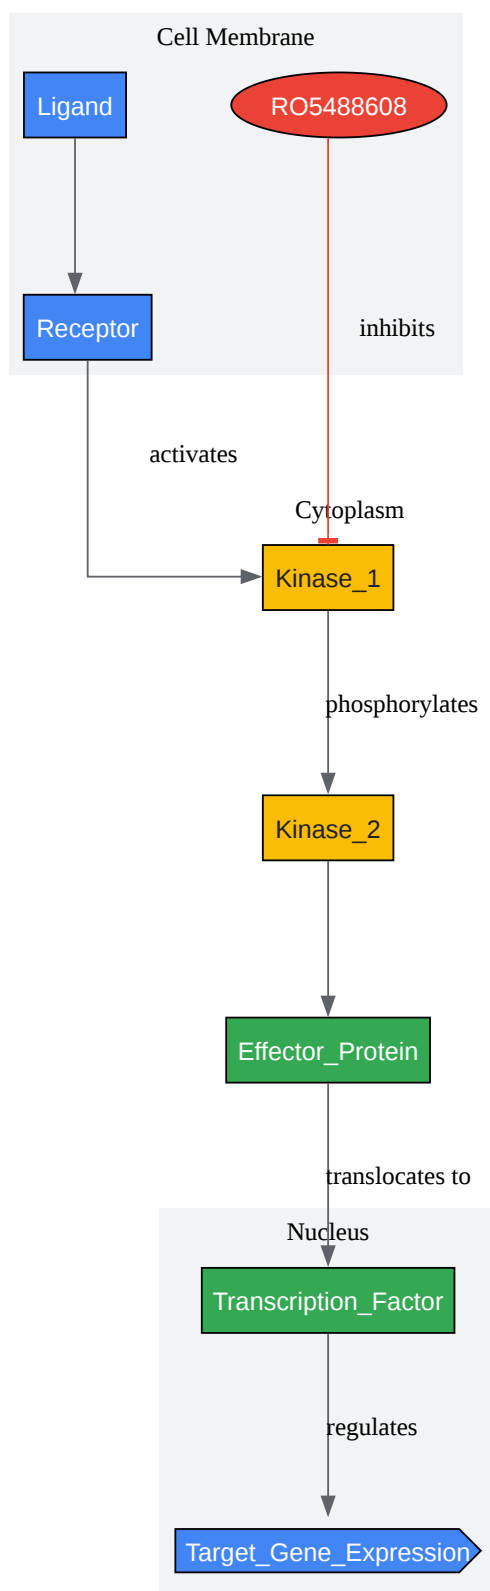 Cell Membrane
Ligand
RO5488608
Receptor
inhibits
activates
Cytoplasm
Kinase_1
phosphorylates
Kinase_2
Effector_Protein
translocates to
Nucleus
Transcription_Factor
regulates
Target_Gene_Expression